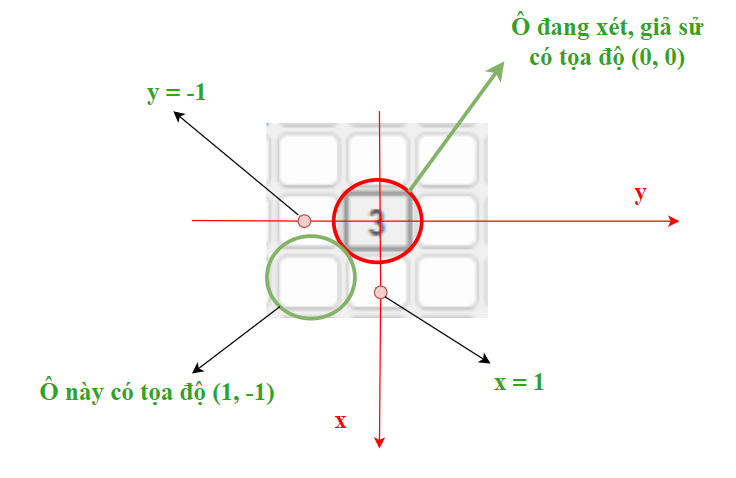 Ô đang xét, giả sử
có tọa độ (0, 0)
y = -1
y
3
x = 1
Ô này có tọa độ (1, -1)
x